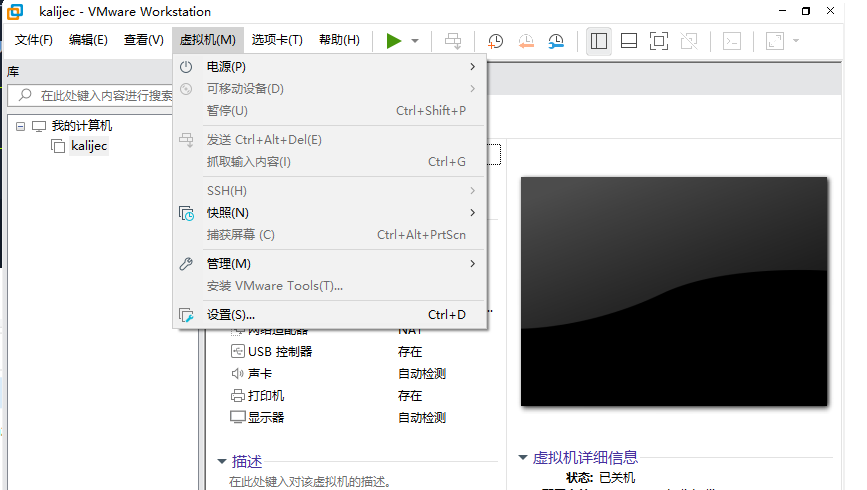 kalijec - VMware Workstation
文件(F) 编辑(E) 查看(V) 虚拟机(M) 选项卡(T) 帮助(H)
库
在此处键入内容进行搜索
我的计算机
kalijec
电源(P)
可移动设备(D)
暂停(U) Ctrl+Shift+P
发送 Ctrl+Alt+Del(E)
抓取输入内容(I) Ctrl+G
SSH(H)
快照(N)
捕获屏幕 (C) Ctrl+Alt+PrtScn
管理(M)
安装 VMware Tools(T)...
设置(S)... Ctrl+D
网络适配器 NAT
USB 控制器 存在
声卡 自动检测
打印机 存在
显示器 自动检测
描述
在此处键入对该虚拟机的描述。
虚拟机详细信息
状态: 已关机